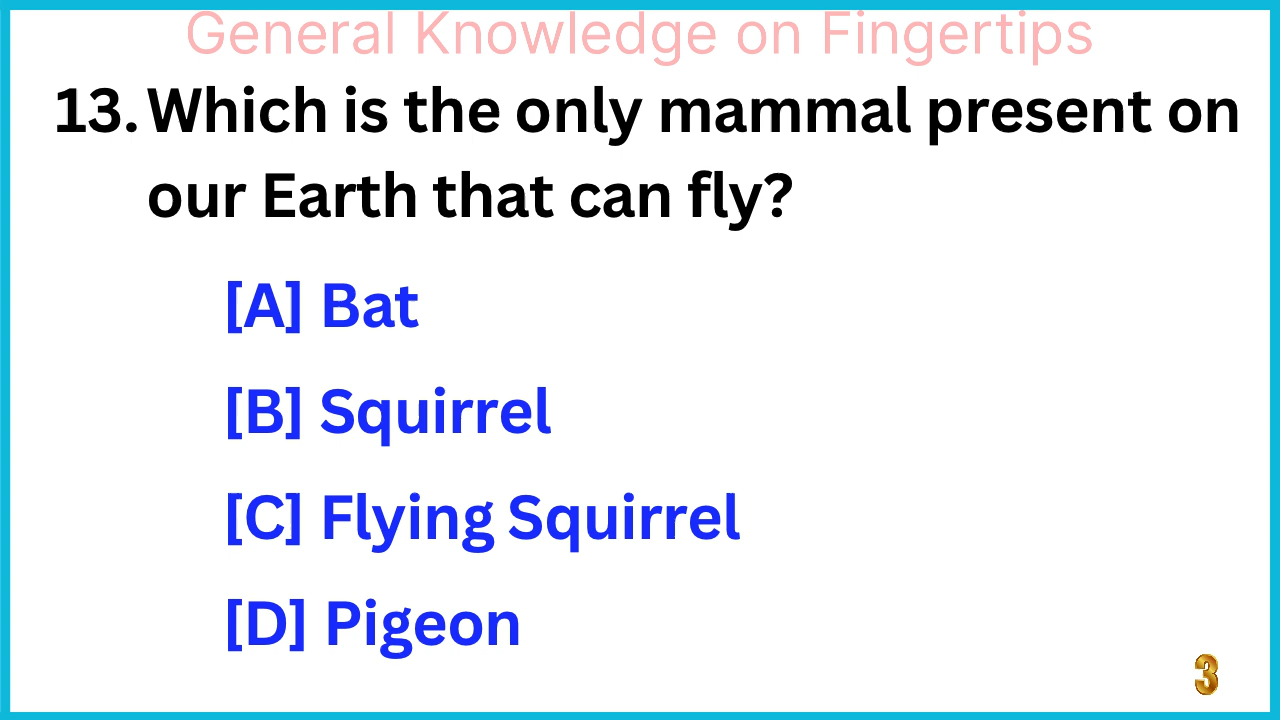 General Knowledge on Fingertips
13. Which is the only mammal present on
our Earth that can fly?
[A] Bat
[B] Squirrel
[C] Flying Squirrel
[D] Pigeon
3